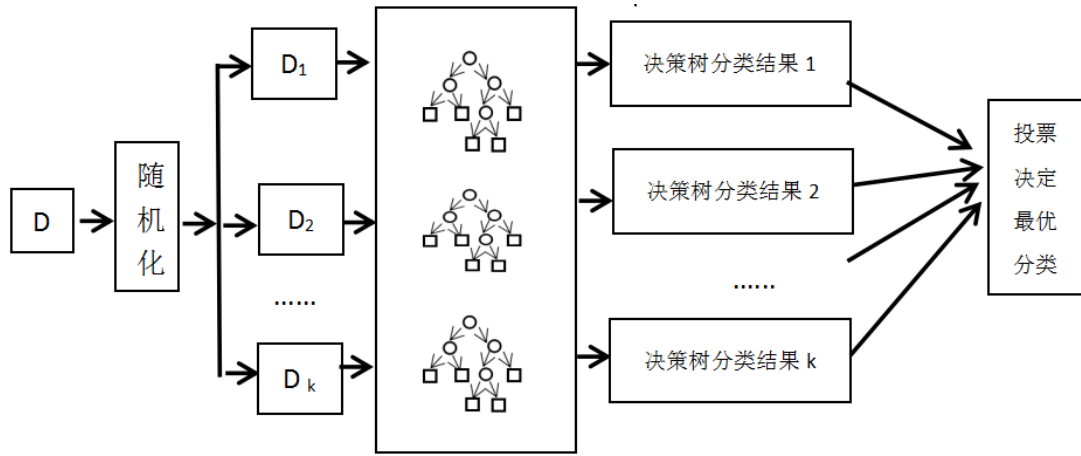 D
随
机
化
D₁
D₂
......
D k
决策树分类结果 1
决策树分类结果 2
......
决策树分类结果 k
投票
决定
最优
分类